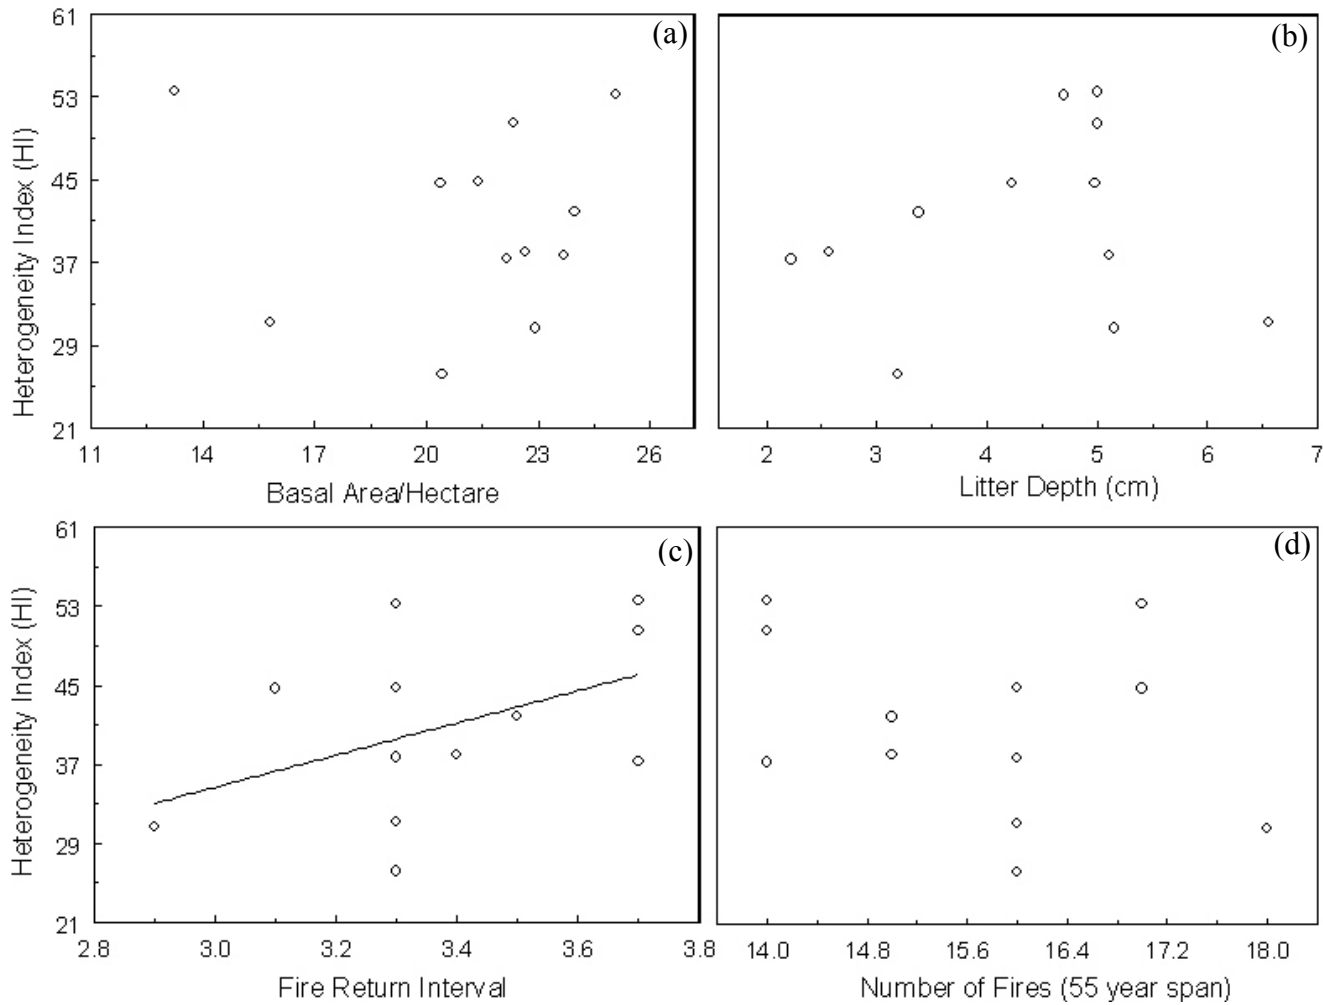 61
53
45
37
29
21
Heterogeneity Index (HI)
(a)
11 14 17 20 23 26
Basal Area/Hectare
(b)
2 3 4 5 6 7
Litter Depth (cm)
61
53
45
37
29
21
Heterogeneity Index (HI)
(c)
2.8 3.0 3.2 3.4 3.6 3.8
Fire Return Interval
(d)
14.0 14.8 15.6 16.4 17.2 18.0
Number of Fires (55 year span)